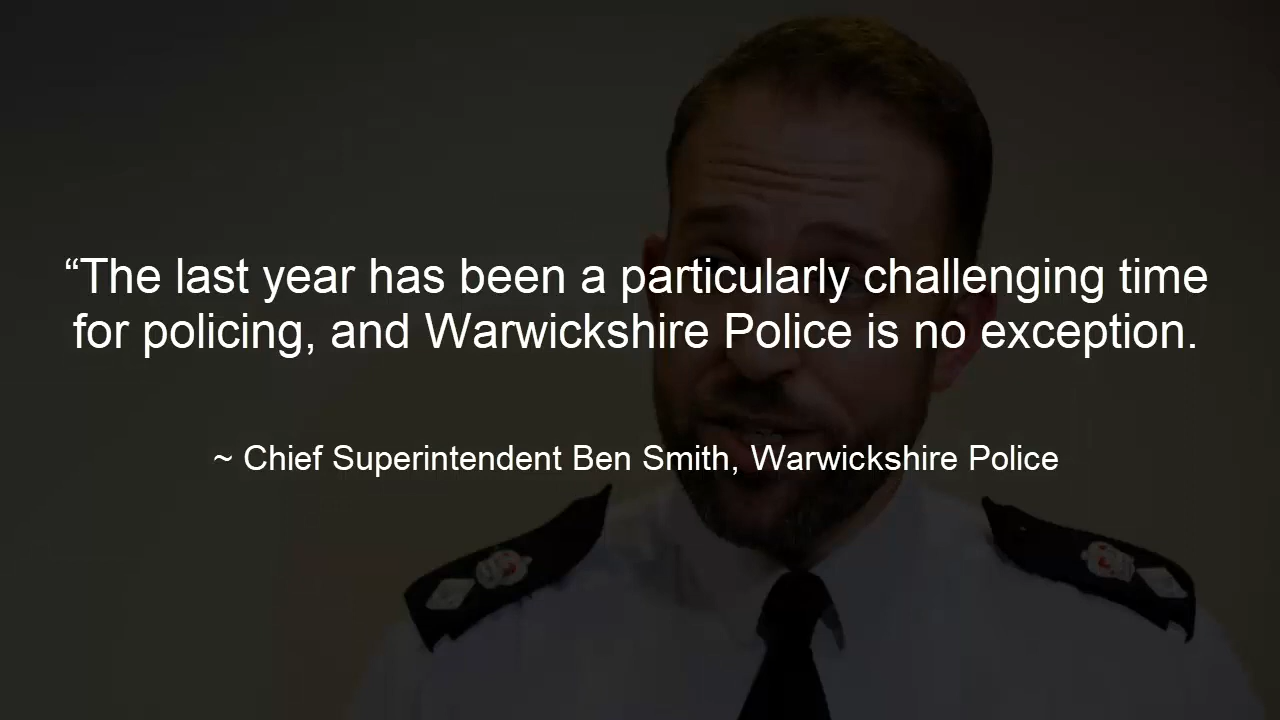 “The last year has been a particularly challenging time
for policing, and Warwickshire Police is no exception.
~ Chief Superintendent Ben Smith, Warwickshire Police